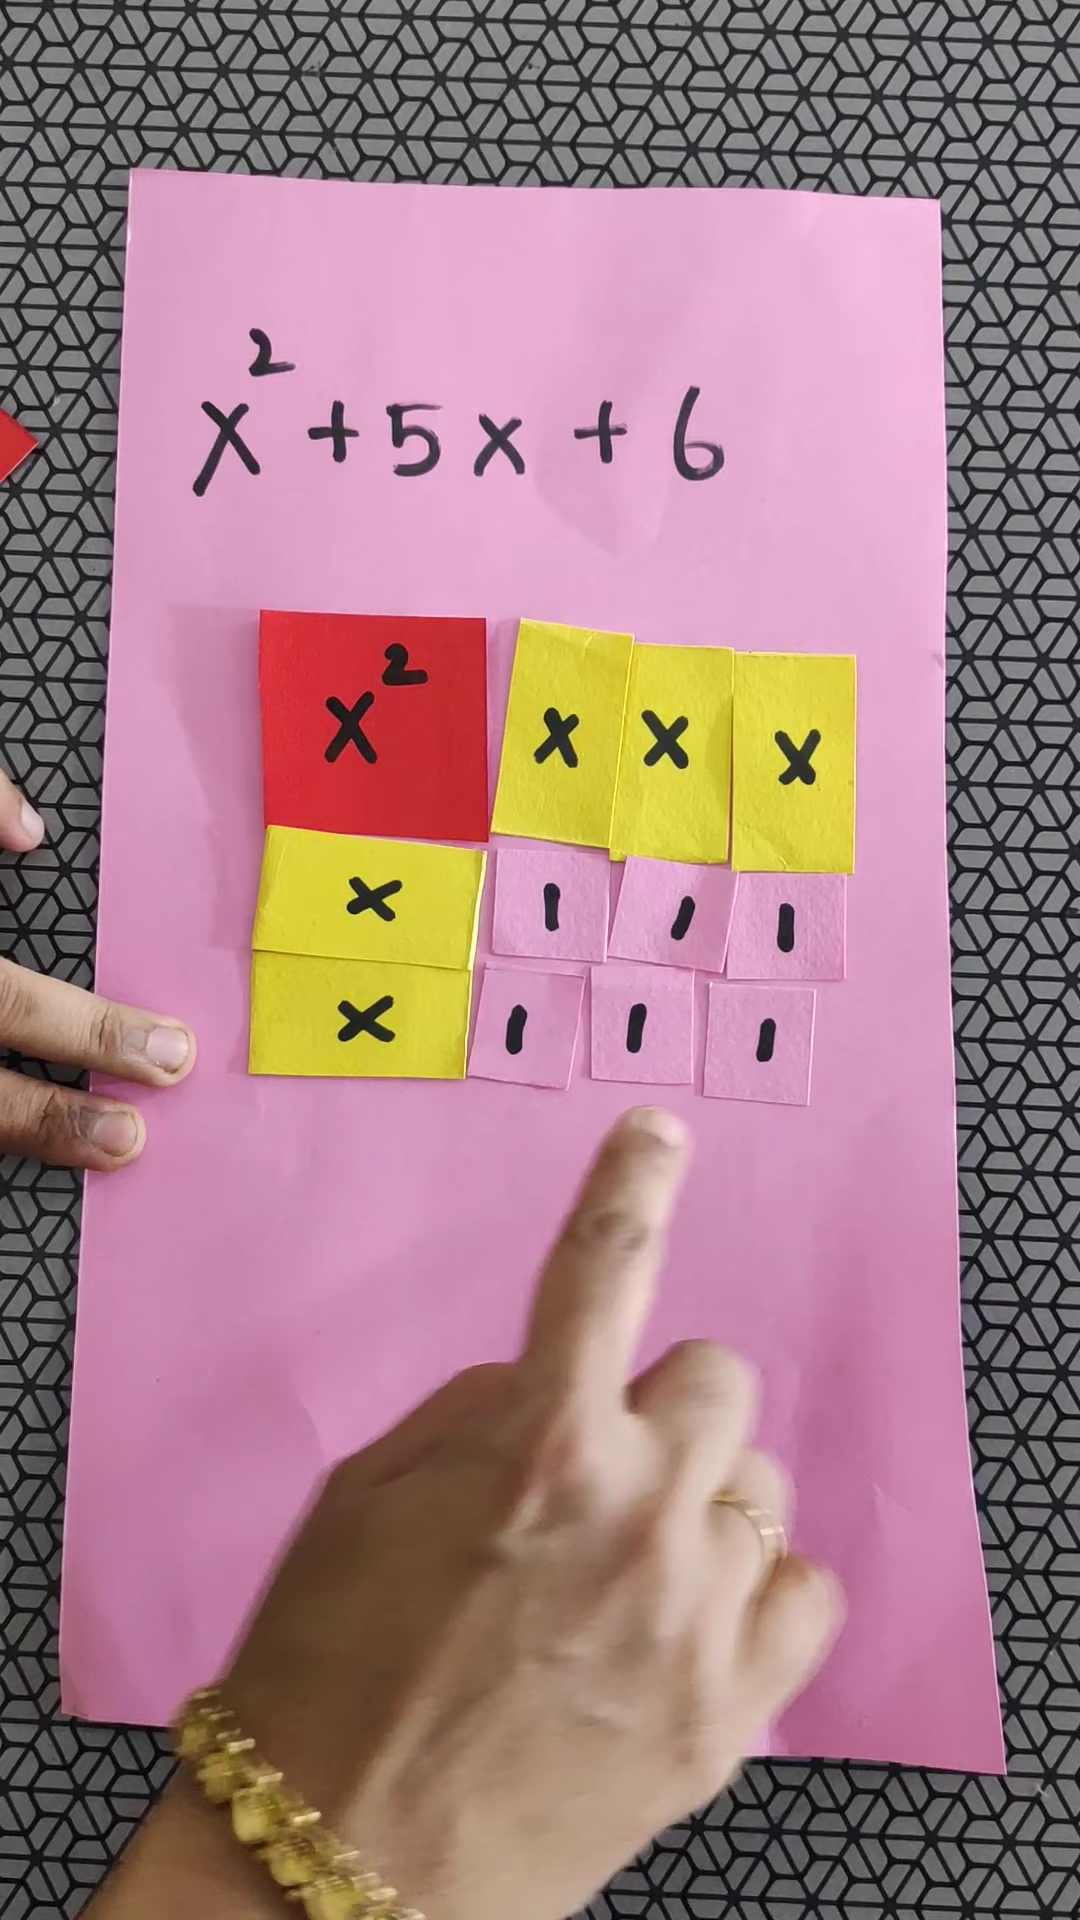 x² + 5x + 6
x² x x x
x 1 1 1
x 1 1 1